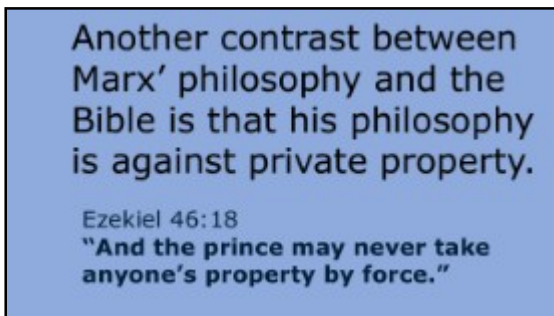 Another contrast between
Marx’ philosophy and the
Bible is that his philosophy
is against private property.
Ezekiel 46:18
“And the prince may never take
anyone’s property by force.”